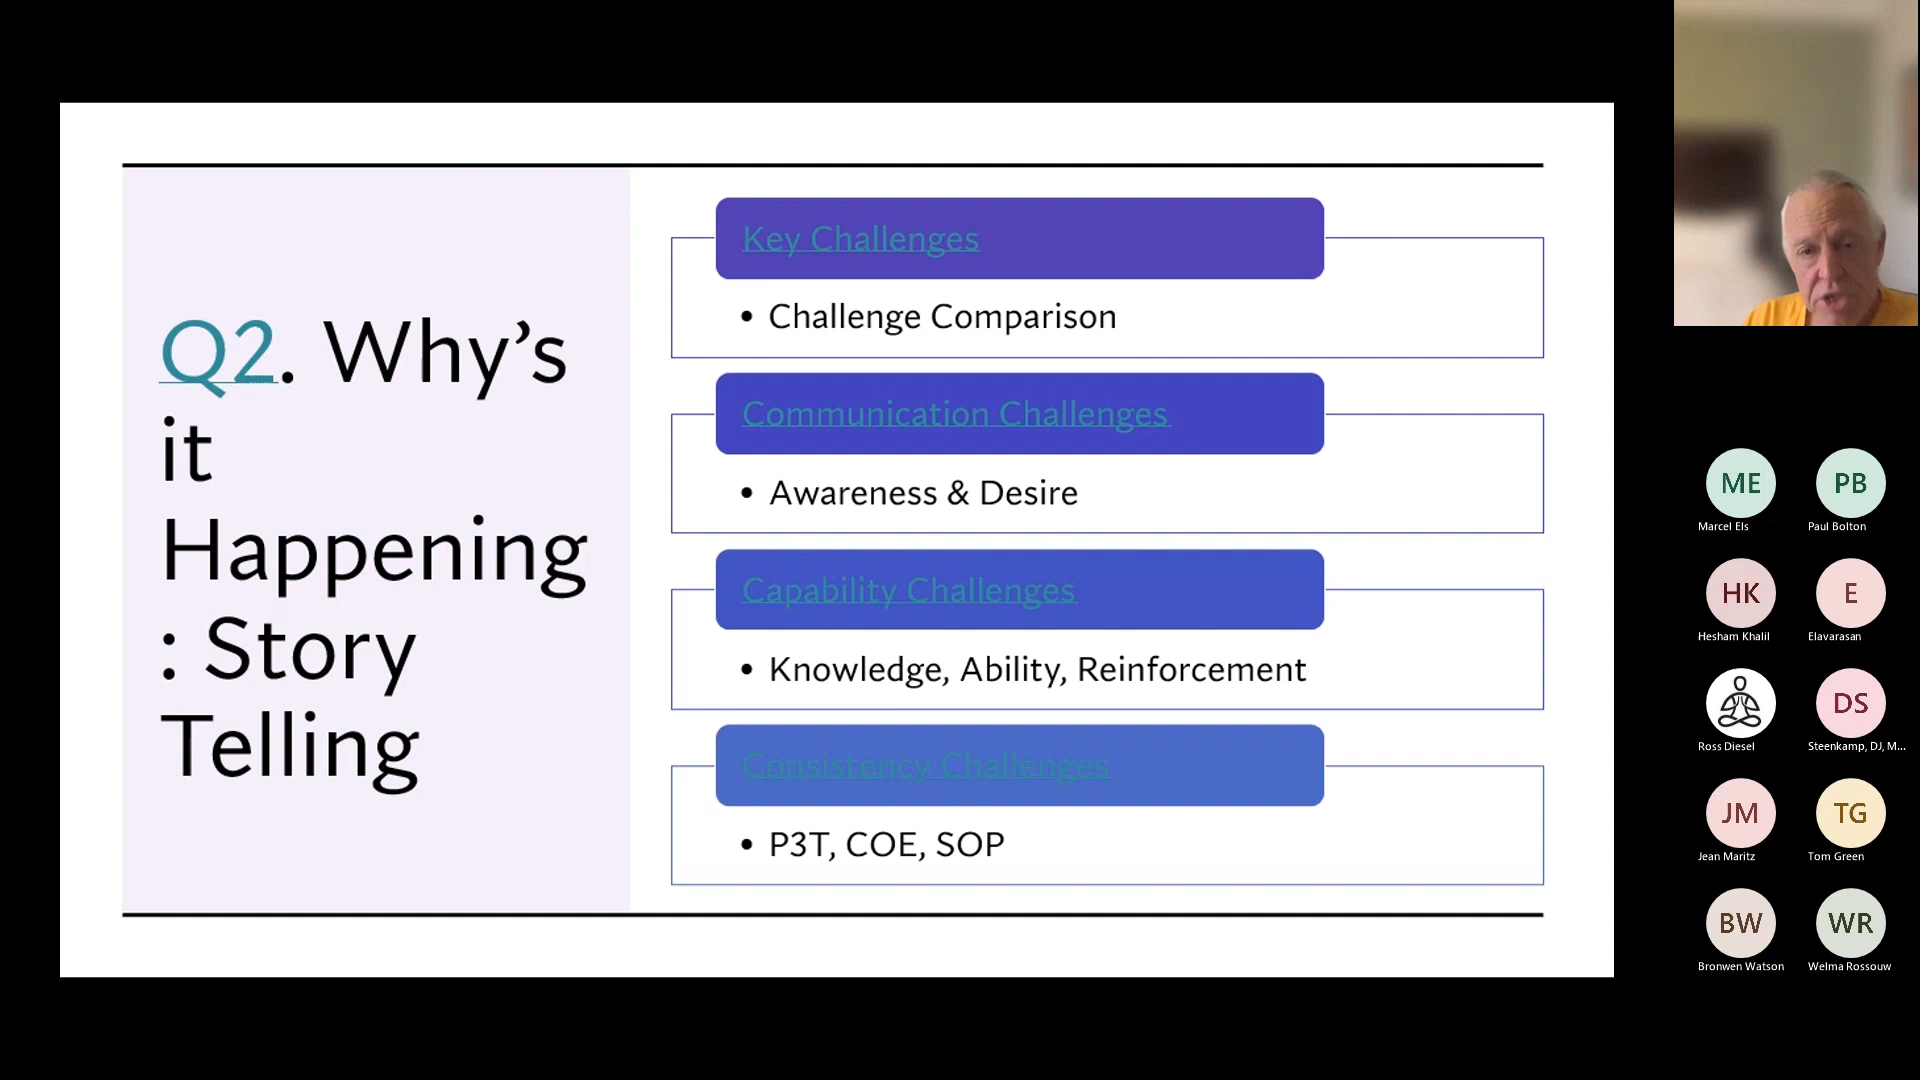 Q2. Why’s
it
Happening
: Story
Telling
Key Challenges
• Challenge Comparison
Communication Challenges
• Awareness & Desire
Capability Challenges
• Knowledge, Ability, Reinforcement
Consistency Challenges
• P3T, COE, SOP
ME
PB
Marcel Els
Paul Bolton
HK
E
Hesham Khalil
Elavarasan
DS
Ross Diesel
Steenkamp, DJ, M...
JM
TG
Jean Maritz
Tom Green
BW
WR
Bronwen Watson
Welma Rossouw